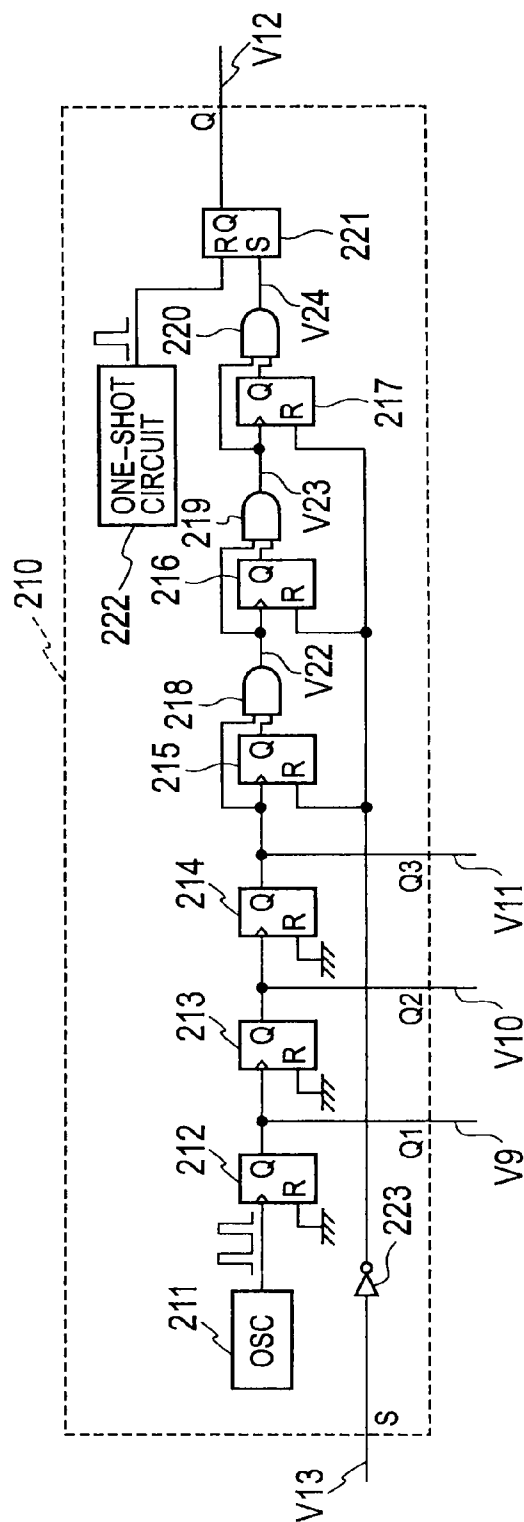 210
211
OSC
212
Q
R
213
Q
R
214
Q
R
215
Q
R
218
V22
216
Q
R
219
V23
217
Q
R
220
V24
222
ONE-SHOT
CIRCUIT
R Q
S
221
Q
V12
Q1
V9
Q2
V10
Q3
V11
223
S
V13